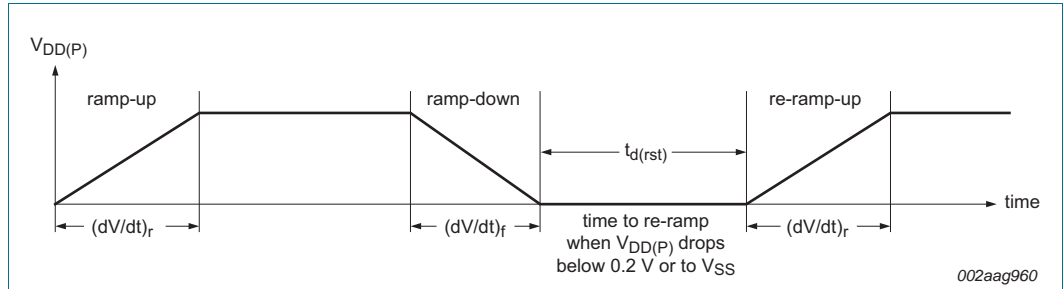 VDD(P)
ramp-up
ramp-down
re-ramp-up
td(rst)
time
(dV/dt)r
(dV/dt)f
time to re-ramp
when VDD(P) drops
below 0.2 V or to VSS
(dV/dt)r
002aag960